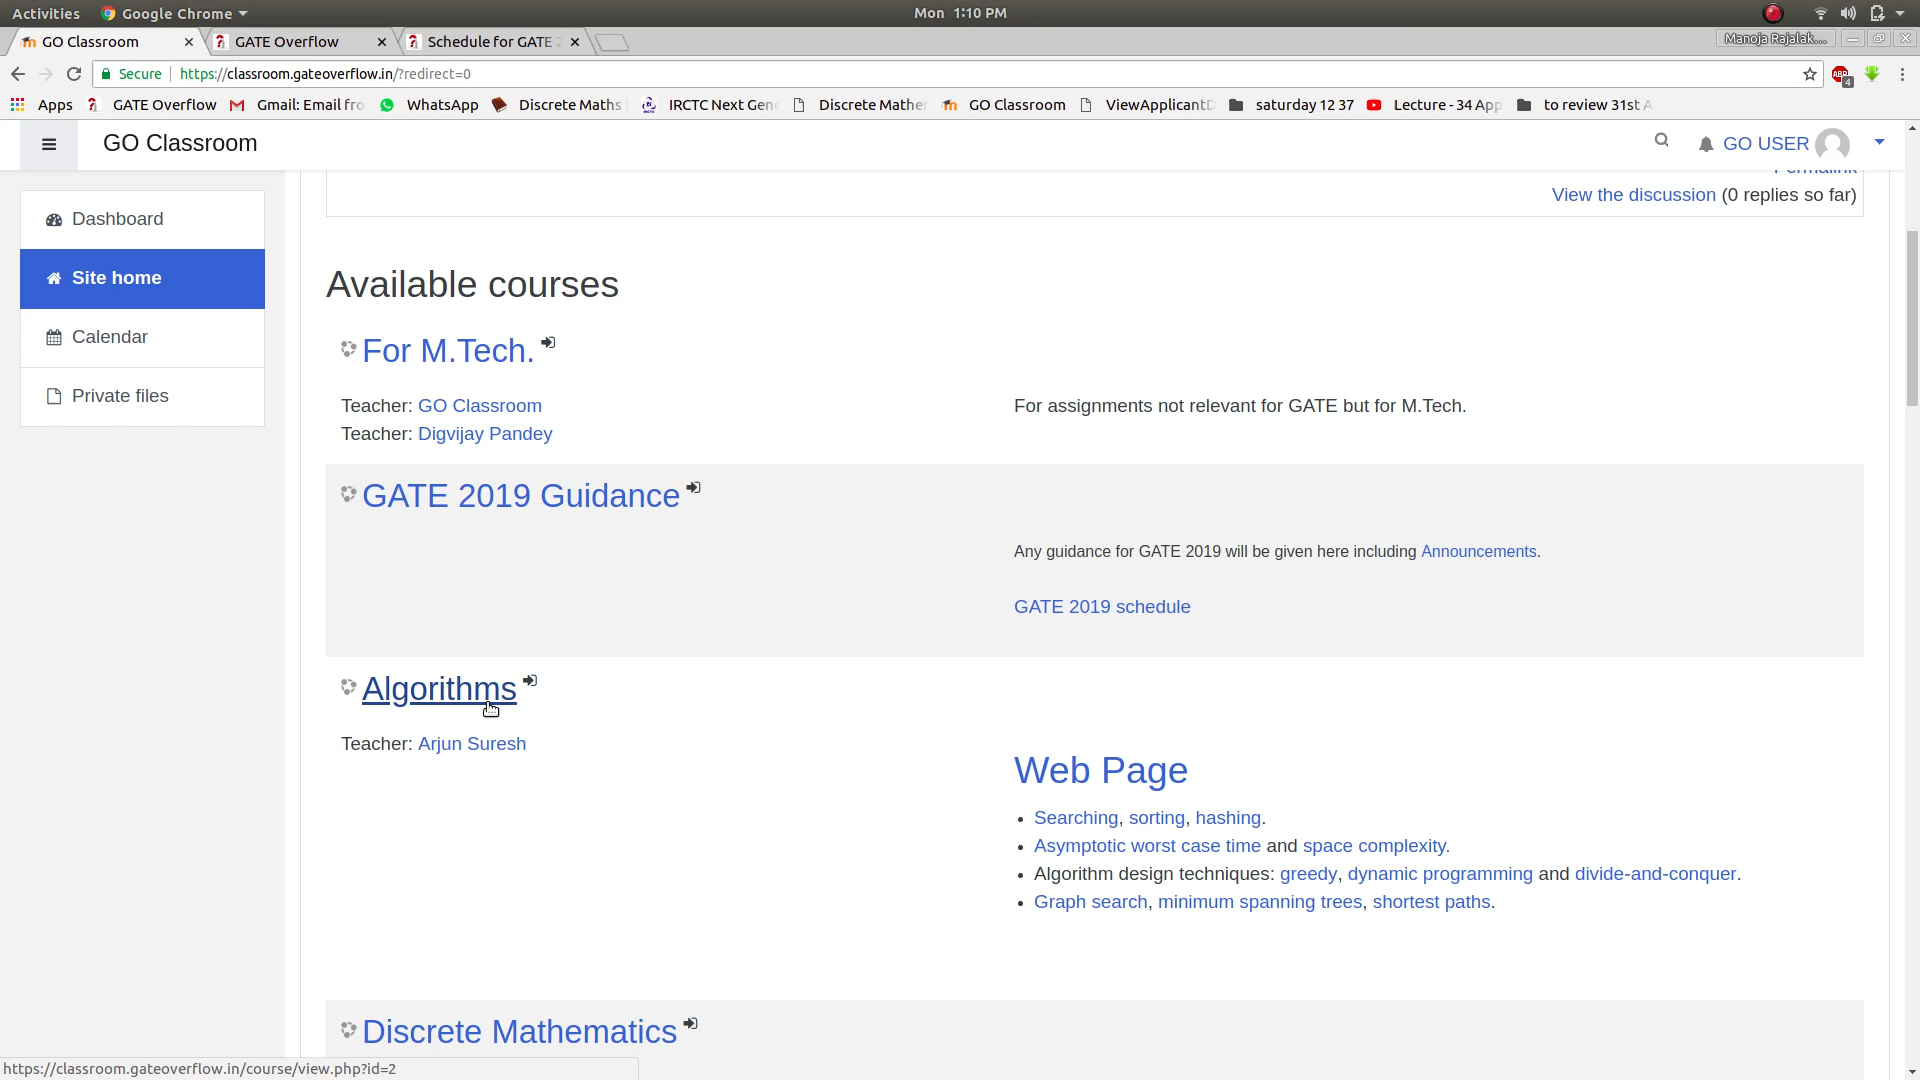 Activities Google Chrome Mon 1:10 PM
GO Classroom GATE Overflow Schedule for GATE Manoja Rajalak...
Secure https://classroom.gateoverflow.in/?redirect=0 ABP 4
Apps GATE Overflow Gmail: Email fro WhatsApp Discrete Maths IRCTC Next Gen Discrete Mather GO Classroom ViewApplicantD saturday 12 37 Lecture - 34 App to review 31st A
GO Classroom GO USER
Permalink
View the discussion (0 replies so far)
Dashboard
Site home
Calendar
Private files
Available courses
For M.Tech.
Teacher: GO Classroom
Teacher: Digvijay Pandey
For assignments not relevant for GATE but for M.Tech.
GATE 2019 Guidance
Any guidance for GATE 2019 will be given here including Announcements.
GATE 2019 schedule
Algorithms
Teacher: Arjun Suresh
Web Page
• Searching, sorting, hashing.
• Asymptotic worst case time and space complexity.
• Algorithm design techniques: greedy, dynamic programming and divide-and-conquer.
• Graph search, minimum spanning trees, shortest paths.
Discrete Mathematics
https://classroom.gateoverflow.in/course/view.php?id=2